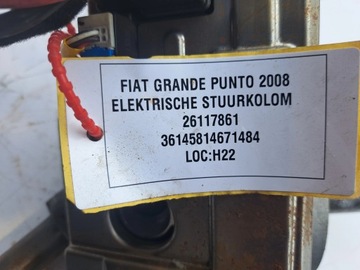 FIAT GRANDE PUNTO 2008
ELEKTRISCHE STUURKOLOM
26117861
36145814671484
LOC:H22